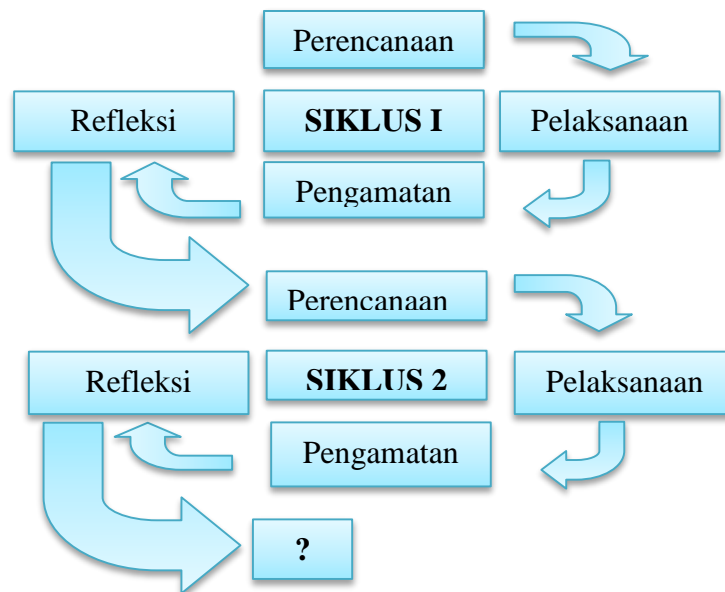 Perencanaan
Refleksi
SIKLUS I
Pelaksanaan
Pengamatan
Perencanaan
Refleksi
SIKLUS 2
Pelaksanaan
Pengamatan
?